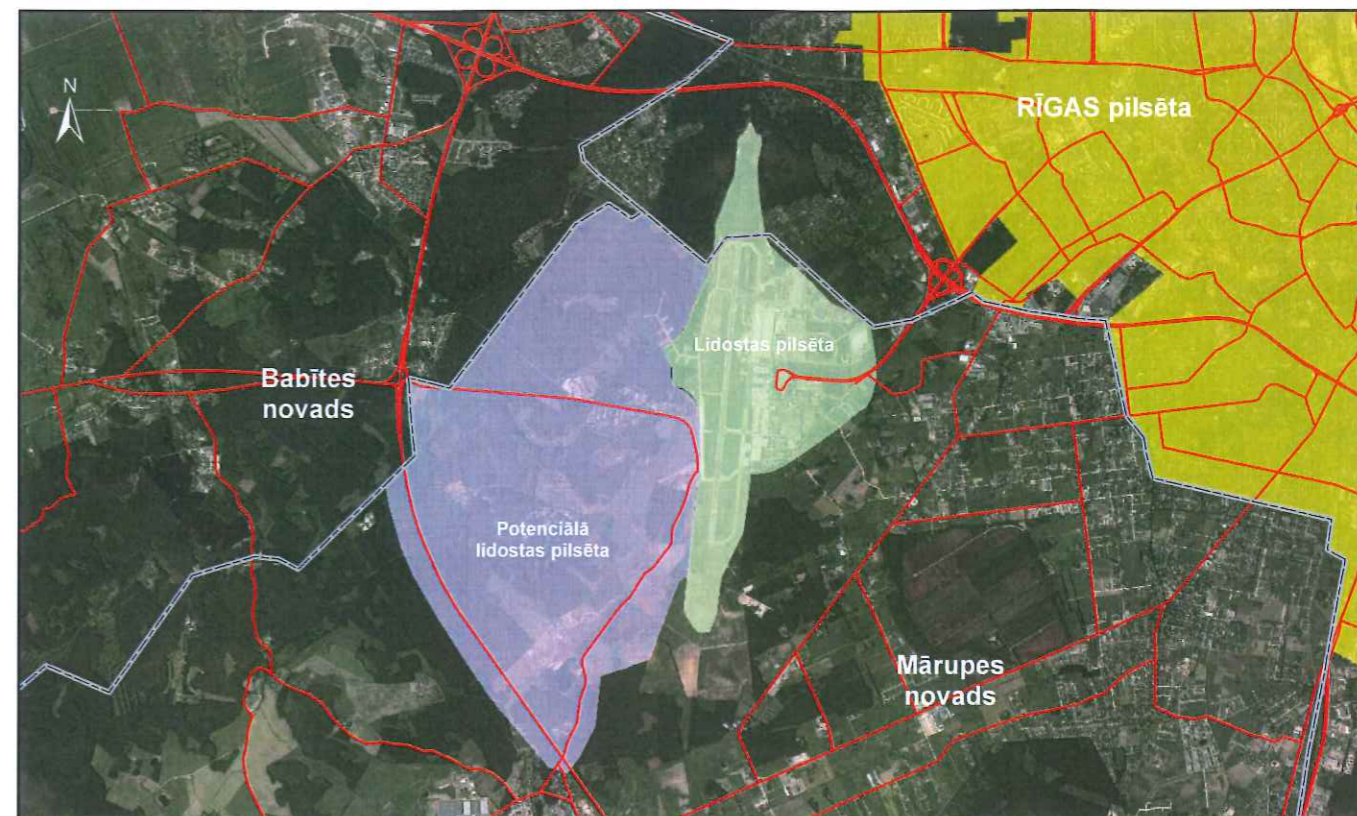 N
RĪGAS pilsēta
Lidostas pilsēta
Babītes
novads
Potenciālā
lidostas pilsēta
Mārupes
novads